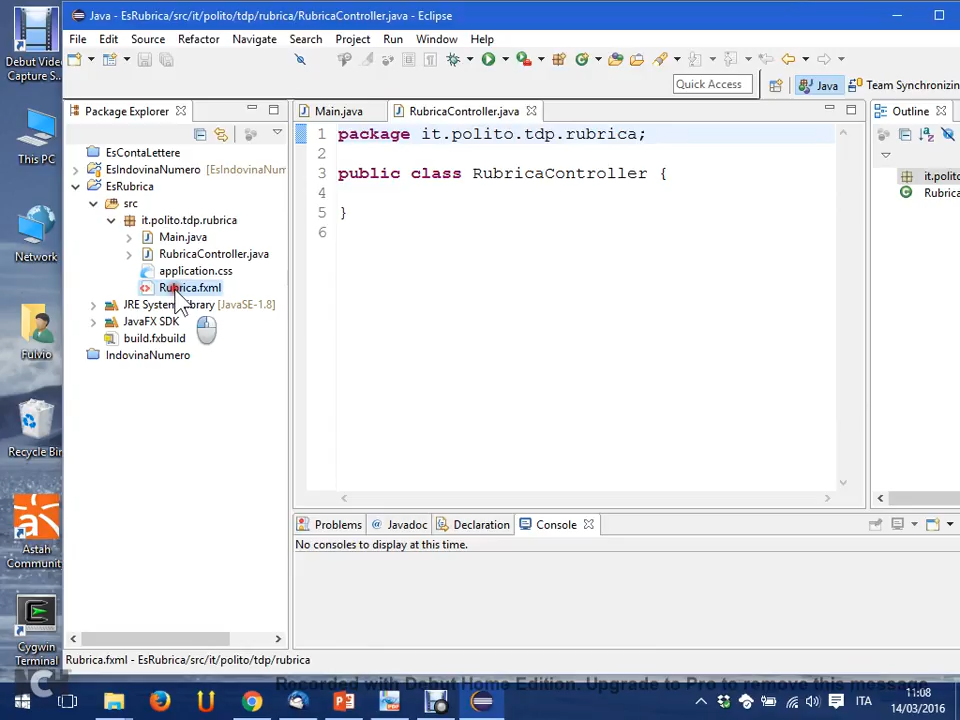 Java - EsRubrica/src/it/polito/tdp/rubrica/RubricaController.java - Eclipse
File Edit Source Refactor Navigate Search Project Run Window Help
Quick Access
Java
Team Synchronizin
Package Explorer
Main.java
RubricaController.java
Outline
EsContaLettere
EsIndovinaNumero [EsIndovinaNum
EsRubrica
src
it.polito.tdp.rubrica
Main.java
RubricaController.java
application.css
Rubrica.fxml
JRE System Library [JavaSE-1.8]
JavaFX SDK
build.fxbuild
IndovinaNumero
1 package it.polito.tdp.rubrica;
2
3 public class RubricaController {
4
5 }
6
it.polito
Rubrica
Problems
Javadoc
Declaration
Console
No consoles to display at this time.
Rubrica.fxml - EsRubrica/src/it/polito/tdp/rubrica
Debut Video
Capture S...
This PC
Network
Fulvio
Recycle Bin
Astah
Communit
Cygwin
Terminal
Recorded with Debut Home Edition. Upgrade to Pro to remove this message
ITA
11:08
14/03/2016